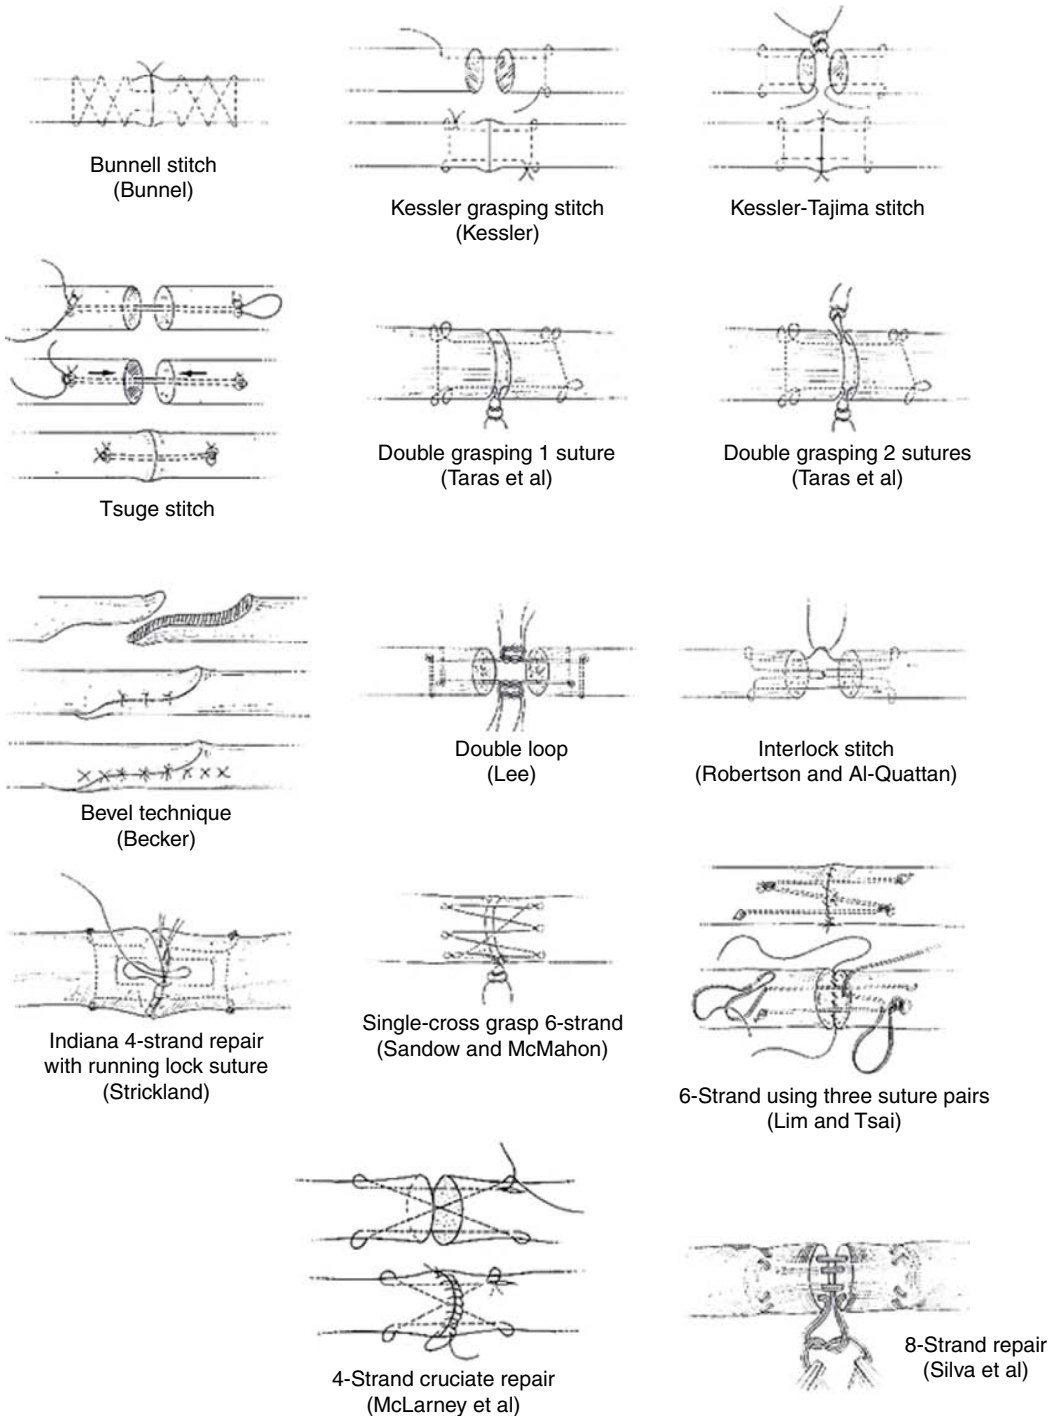 Bunnell stitch
(Bunnel)
Kessler grasping stitch
(Kessler)
Kessler-Tajima stitch
Tsuge stitch
Double grasping 1 suture
(Taras et al)
Double grasping 2 sutures
(Taras et al)
Bevel technique
(Becker)
Double loop
(Lee)
Interlock stitch
(Robertson and Al-Quattan)
Indiana 4-strand repair
with running lock suture
(Strickland)
Single-cross grasp 6-strand
(Sandow and McMahon)
6-Strand using three suture pairs
(Lim and Tsai)
4-Strand cruciate repair
(McLarney et al)
8-Strand repair
(Silva et al)